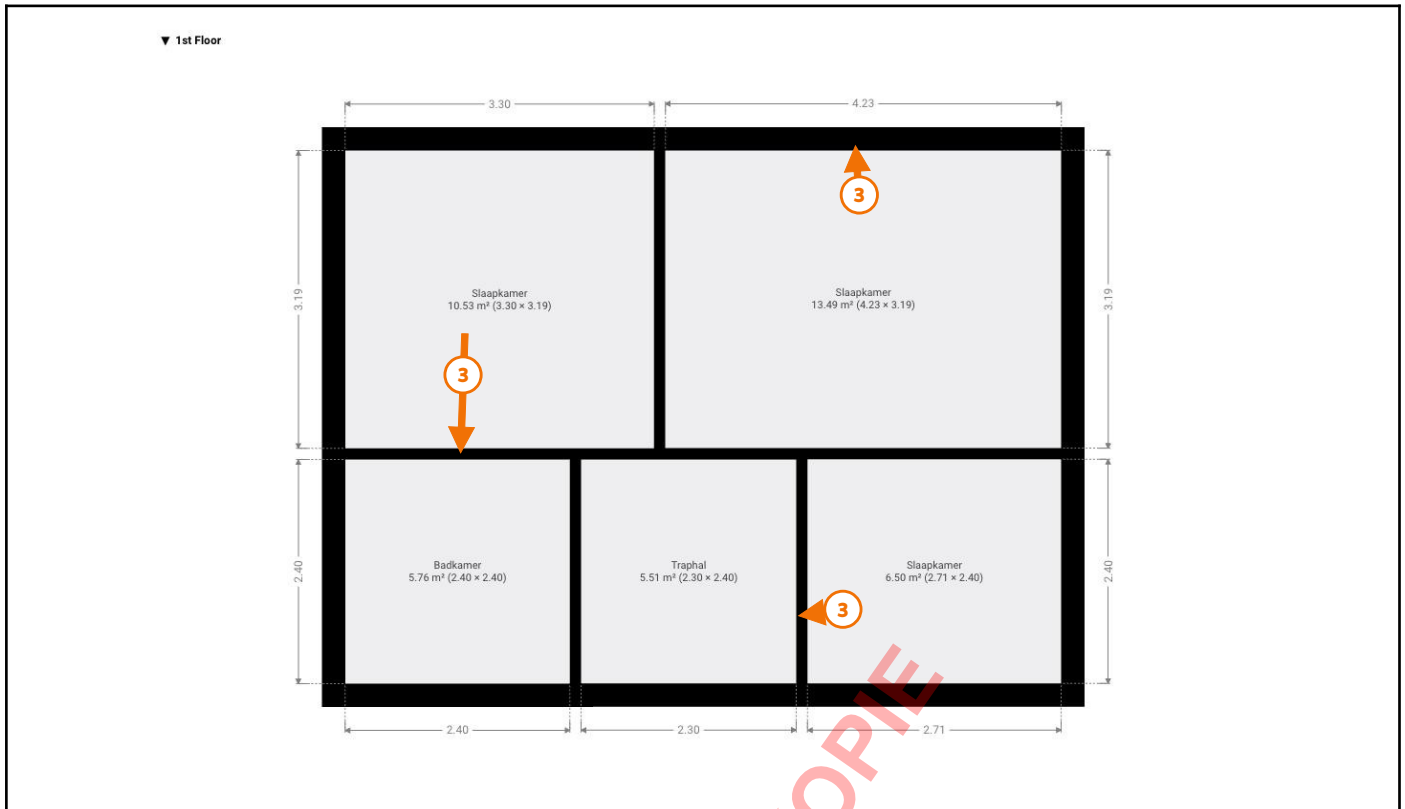 ▼ 1st Floor
3.30
4.23
3
3.19
3.19
Slaapkamer
10.53 m² (3.30 × 3.19)
Slaapkamer
13.49 m² (4.23 × 3.19)
3
2.40
2.40
Badkamer
5.76 m² (2.40 × 2.40)
Traphal
5.51 m² (2.30 × 2.40)
Slaapkamer
6.50 m² (2.71 × 2.40)
3
2.40
2.30
2.71
OPIE